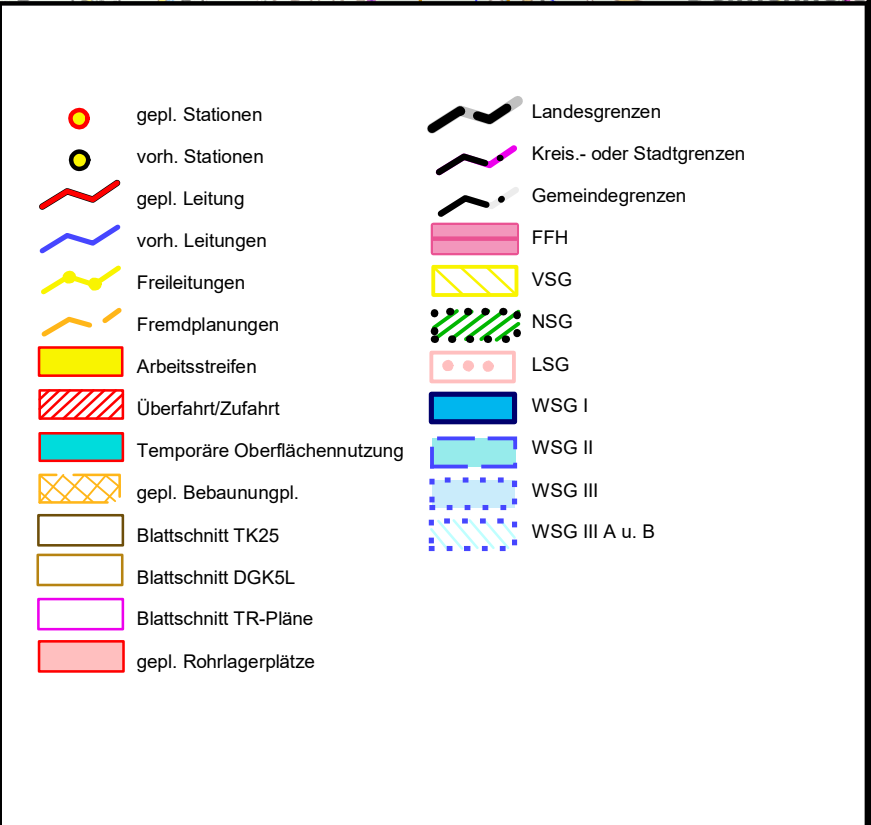 gepl. Stationen
vorh. Stationen
gepl. Leitung
vorh. Leitungen
Freileitungen
Fremdplanungen
Arbeitsstreifen
Überfahrt/Zufahrt
Temporäre Oberflächennutzung
gepl. Bebaunungpl.
Blattschnitt TK25
Blattschnitt DGK5L
Blattschnitt TR-Pläne
gepl. Rohrlagerplätze
Landesgrenzen
Kreis.- oder Stadtgrenzen
Gemeindegrenzen
FFH
VSG
NSG
LSG
WSG I
WSG II
WSG III
WSG III A u. B